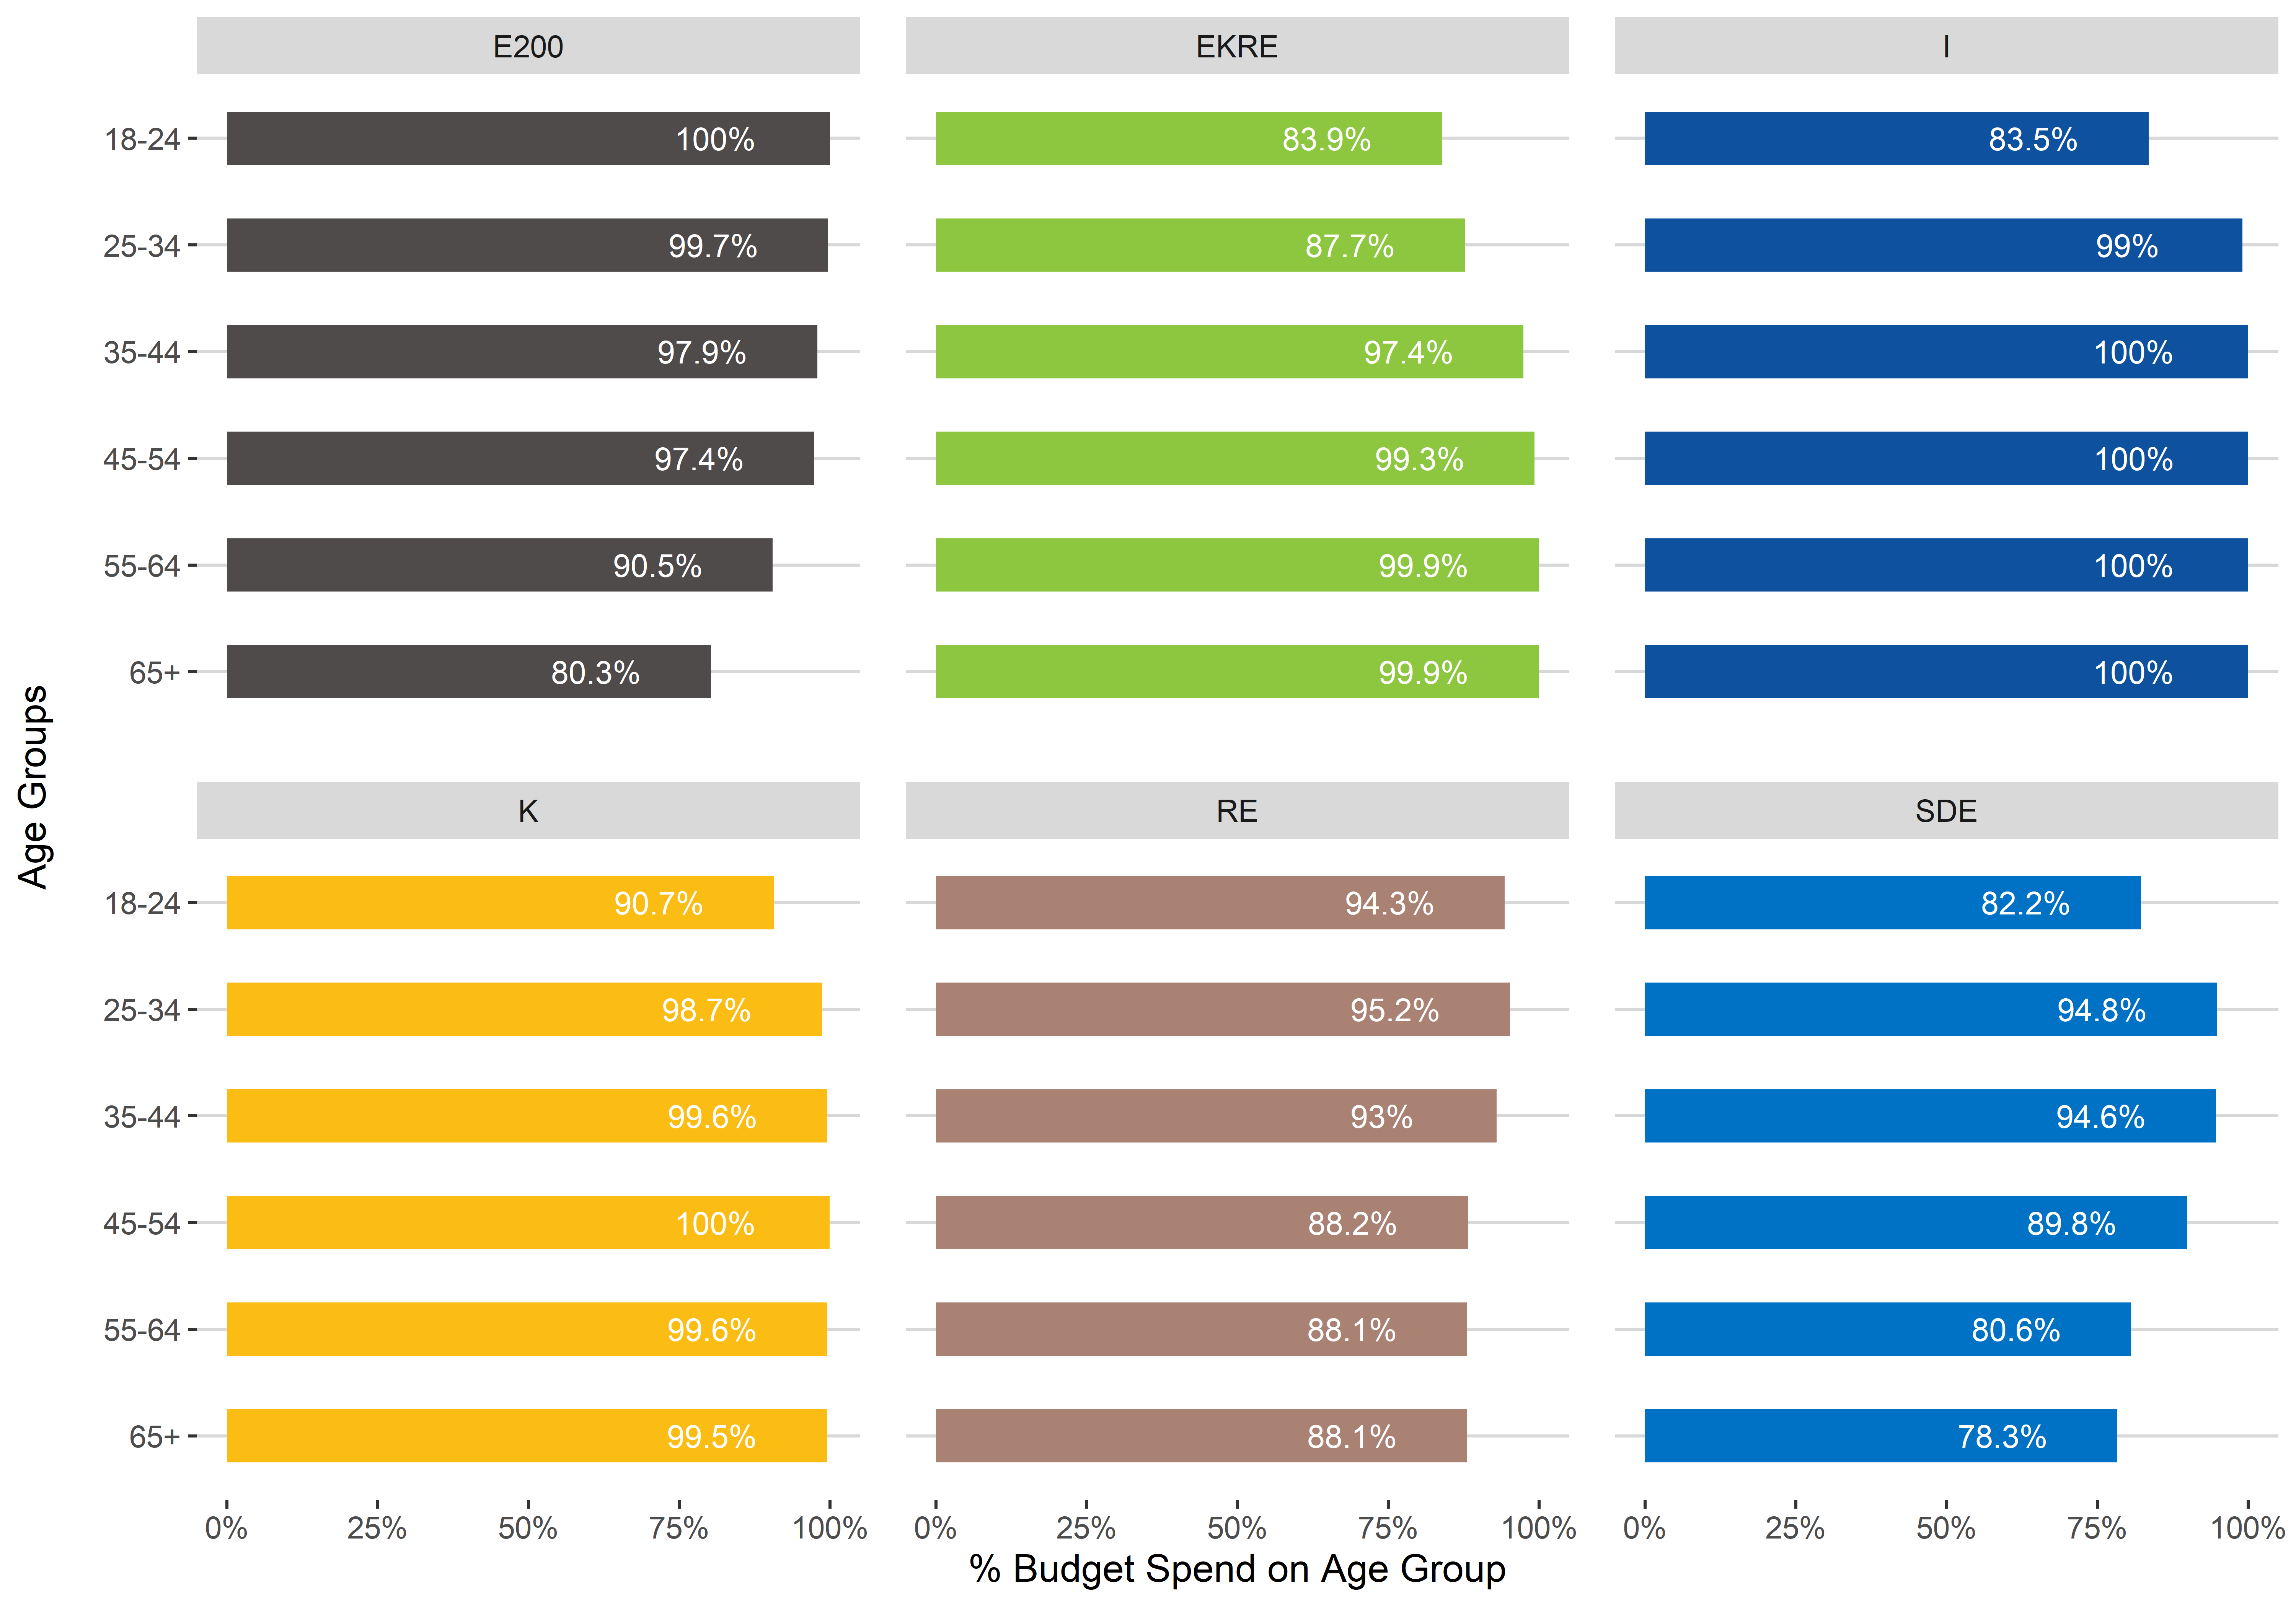 E200 EKRE I
18-24 100% 83.9% 83.5%
25-34 99.7% 87.7% 99%
35-44 97.9% 97.4% 100%
45-54 97.4% 99.3% 100%
55-64 90.5% 99.9% 100%
65+ 80.3% 99.9% 100%
Age Groups
K RE SDE
18-24 90.7% 94.3% 82.2%
25-34 98.7% 95.2% 94.8%
35-44 99.6% 93% 94.6%
45-54 100% 88.2% 89.8%
55-64 99.6% 88.1% 80.6%
65+ 99.5% 88.1% 78.3%
0% 25% 50% 75% 100% 0% 25% 50% 75% 100% 0% 25% 50% 75% 100%
% Budget Spend on Age Group